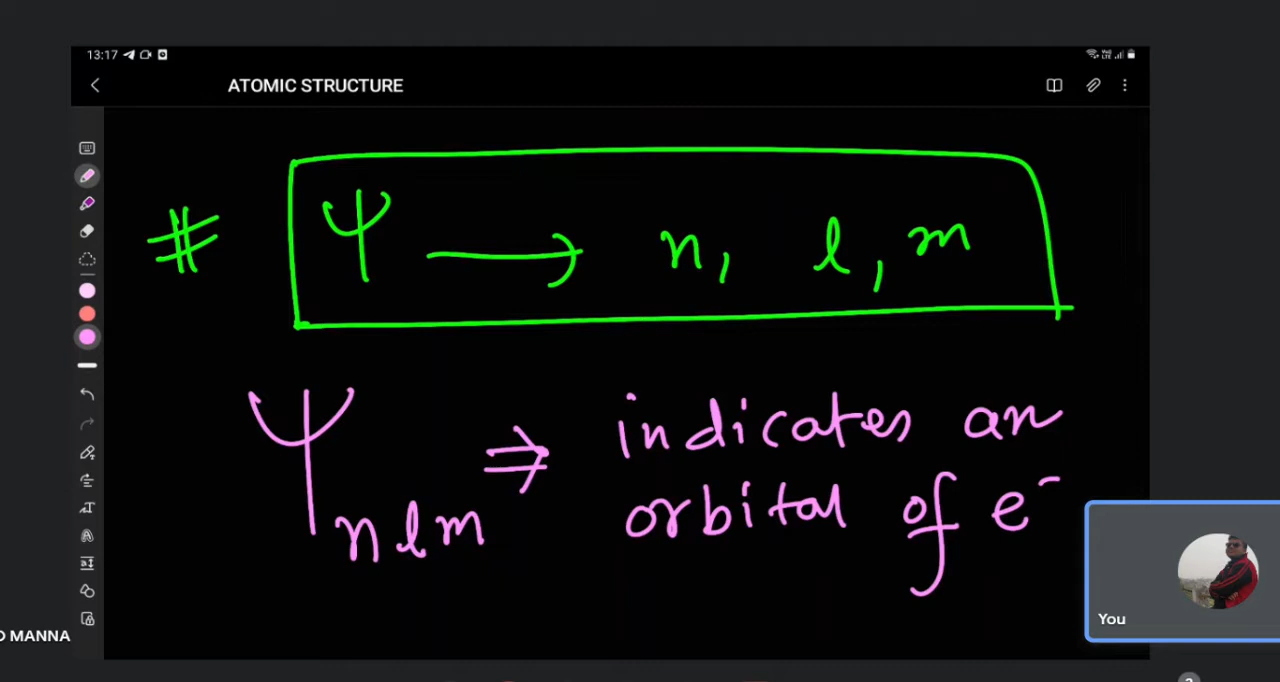 13:17
ATOMIC STRUCTURE
# Ψ → n, l, m
Ψnlm ⇒ indicates an
orbital of e⁻
You
MANNA